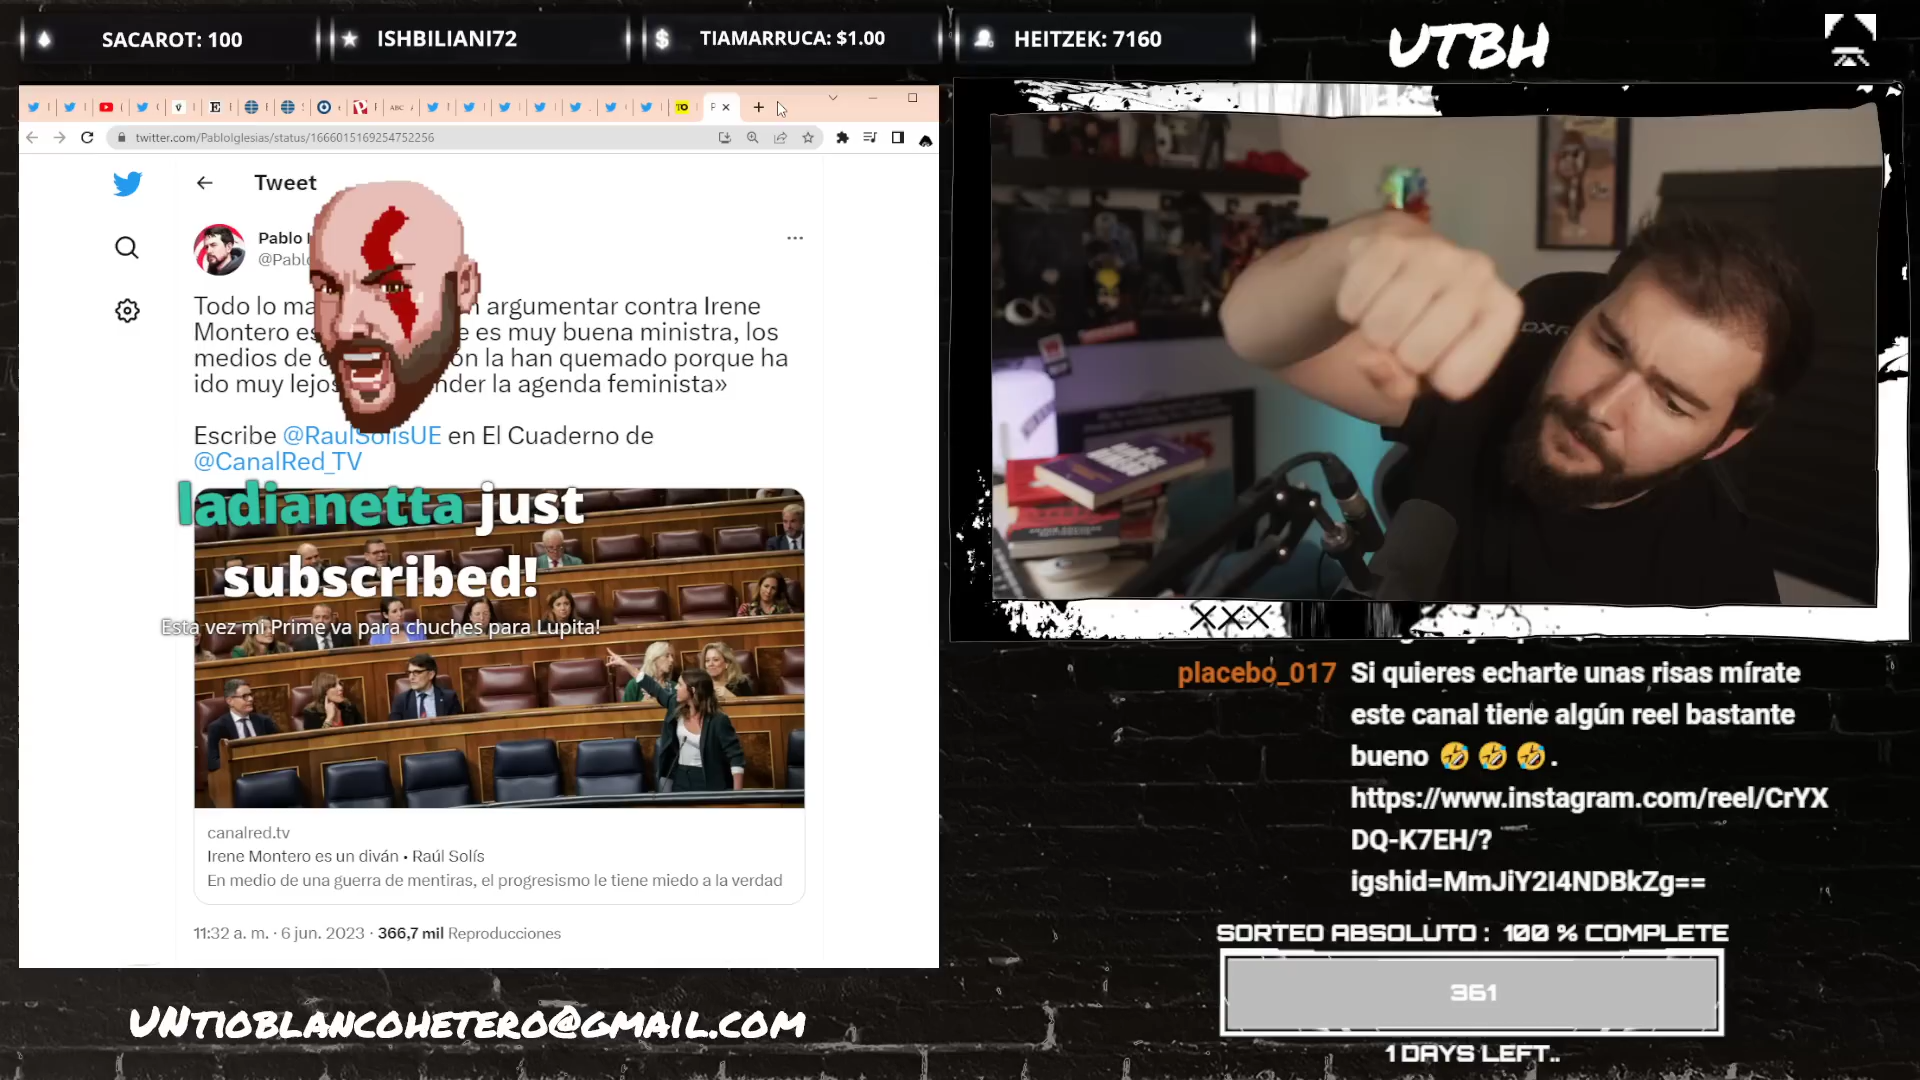 SACAROT: 100
ISHBILIANI72
TIAMARRUCA: $1.00
HEITZEK: 7160
UTBH
twitter.com/PabloIglesias/status/1666015169254752256
Tweet
Pablo
@Pablo
Todo lo argumentar contra Irene
Montero es es muy buena ministra, los
medios de la han quemado porque ha
ido muy lejos la agenda feminista»
Escribe @RaulSolisUE en El Cuaderno de
@CanalRed_TV
ladianetta just
subscribed!
Esta vez mi Prime va para chuches para Lupita!
canalred.tv
Irene Montero es un diván • Raúl Solís
En medio de una guerra de mentiras, el progresismo le tiene miedo a la verdad
11:32 a. m. · 6 jun. 2023 · 366,7 mil Reproducciones
UNTIOBLANCOHETERO@GMAIL.COM
XXX
placebo_017 Si quieres echarte unas risas mírate
este canal tiene algún reel bastante
bueno 🤣 🤣 🤣 .
https://www.instagram.com/reel/CrYX
DQ-K7EH/?
igshid=MmJiY2I4NDBkZg==
SORTEO ABSOLUTO : 100 % COMPLETE
361
1 DAYS LEFT..